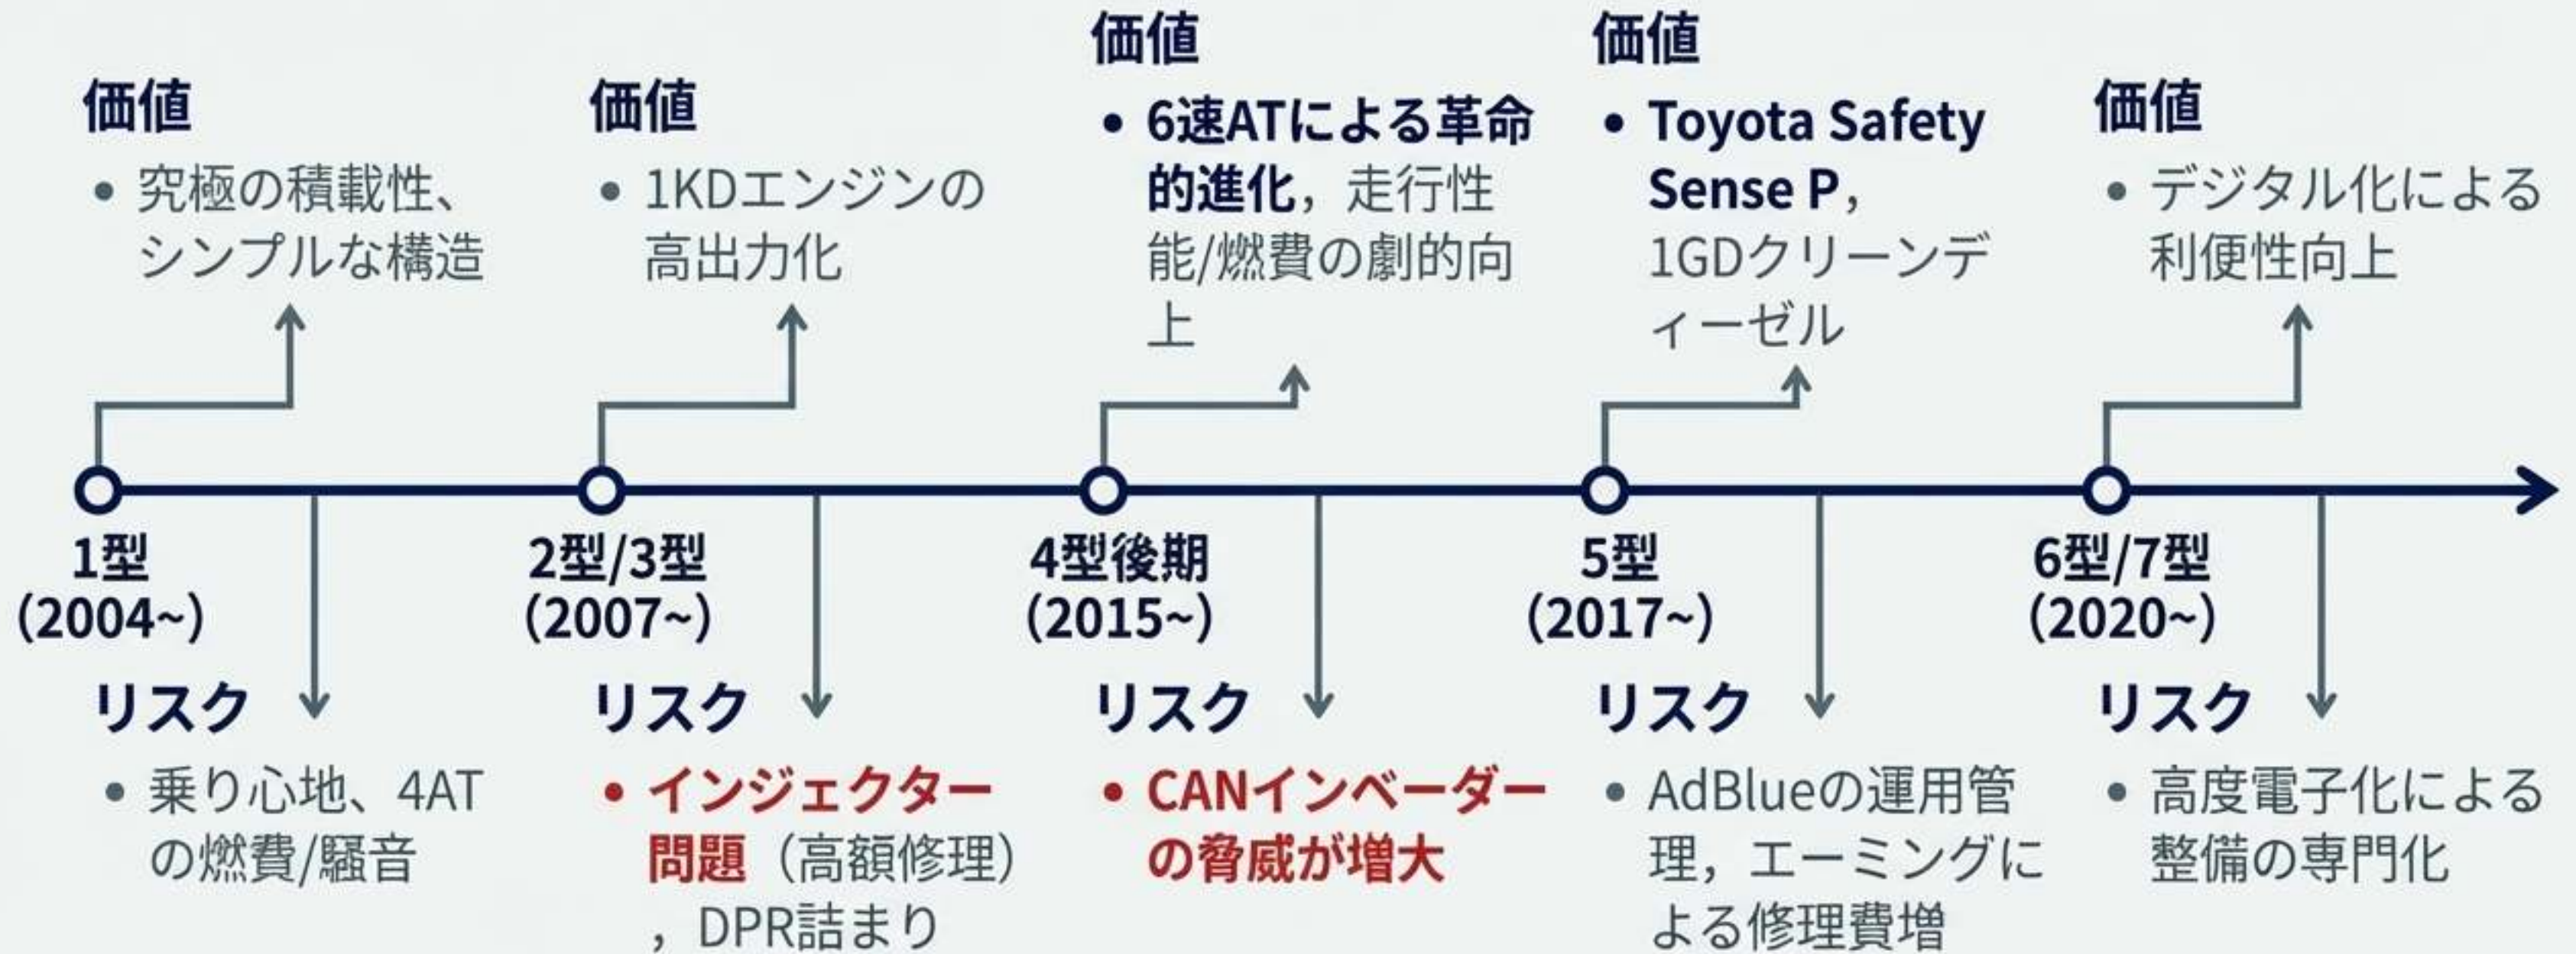 価値
• 究極の積載性、
シンプルな構造
1型
(2004~)
リスク
• 乗り心地、4AT
の燃費/騒音
価値
• 1KDエンジンの
高出力化
2型/3型
(2007~)
リスク
• インジェクター
問題（高額修理）
，DPR詰まり
価値
• 6速ATによる革命
的進化，走行性
能/燃費の劇的向
上
4型後期
(2015~)
リスク
• CANインベーダー
の脅威が増大
価値
• Toyota Safety
Sense P，
1GDクリーンデ
ィーゼル
5型
(2017~)
リスク
• AdBlueの運用管
理，エーミングに
よる修理費増
価値
• デジタル化による
利便性向上
6型/7型
(2020~)
リスク
• 高度電子化による
整備の専門化